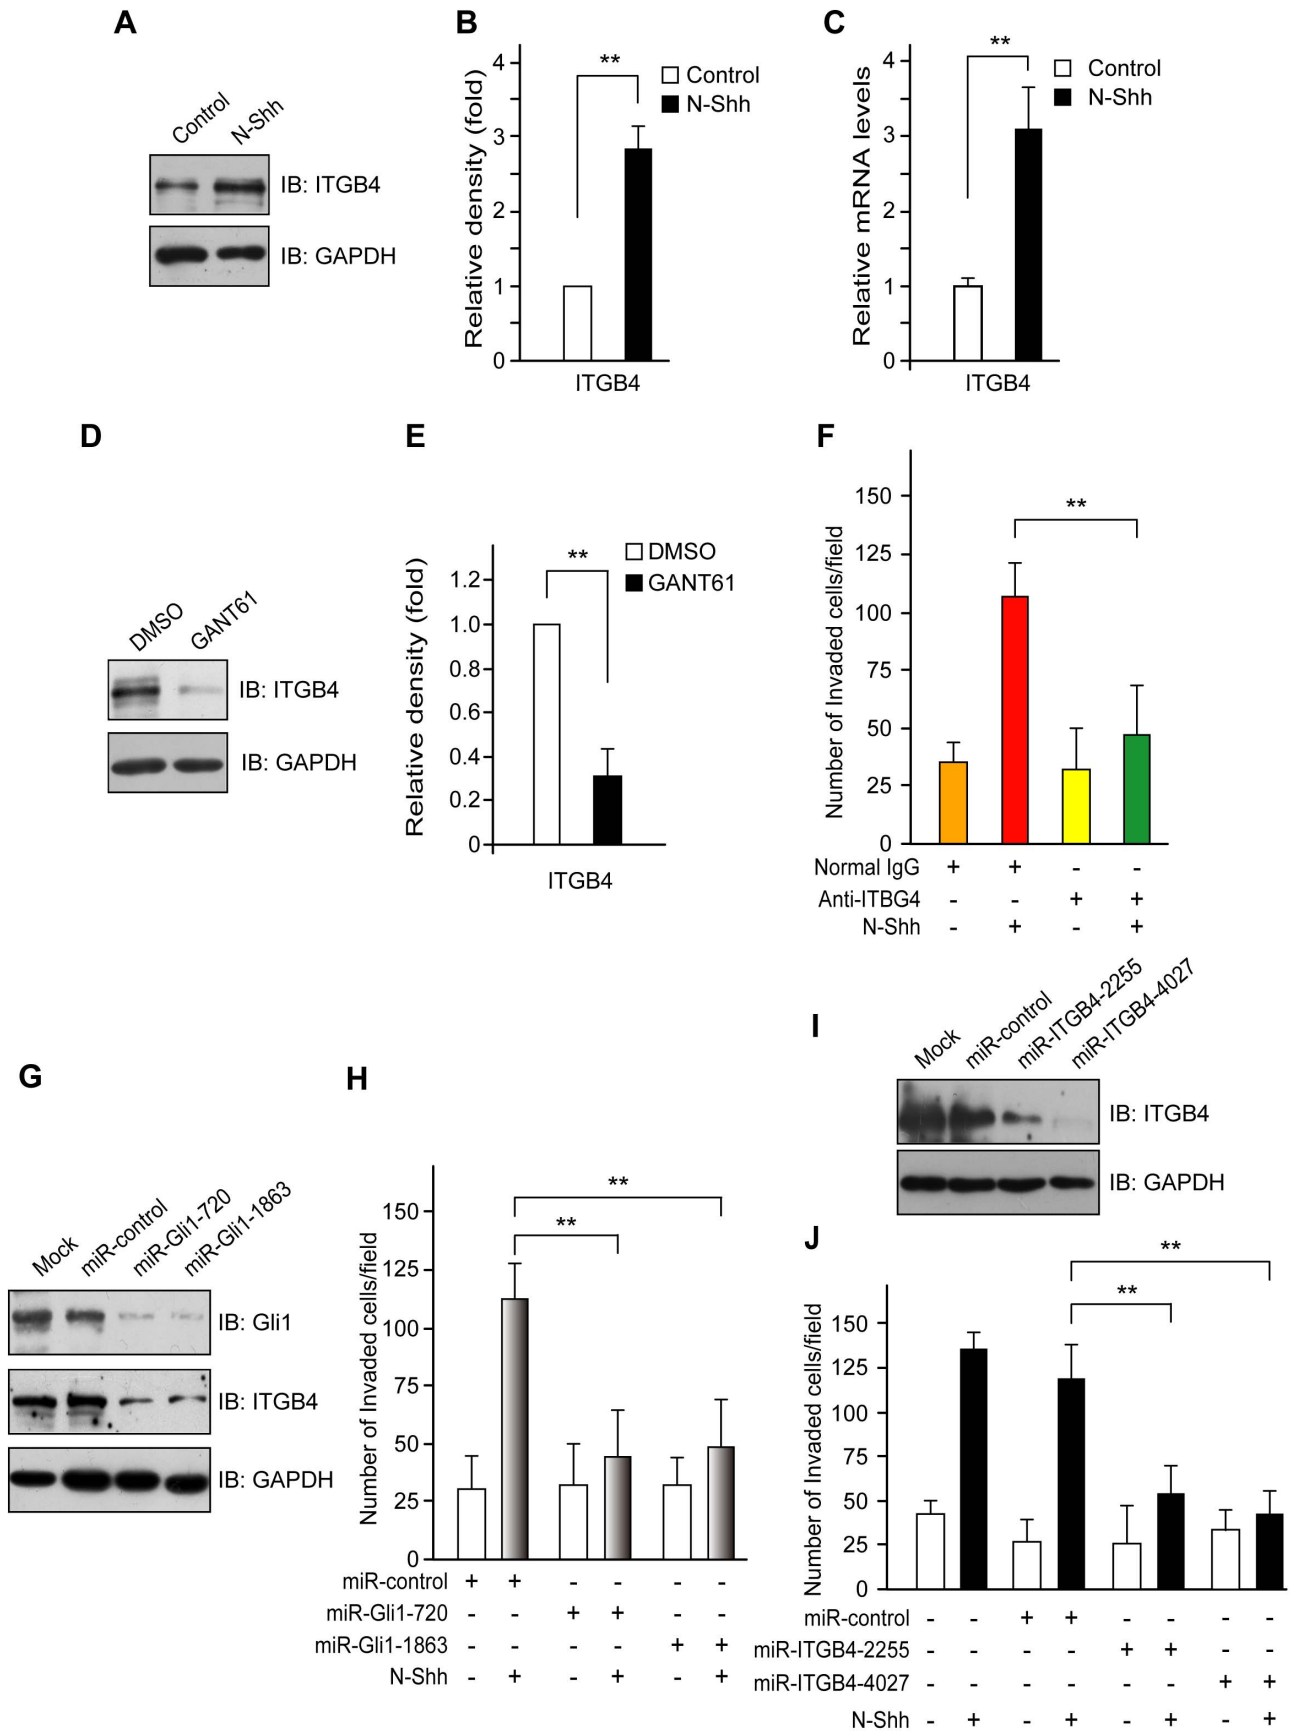 A
Control
N-Shh
IB: ITGB4
IB: GAPDH
B
Relative density (fold)
4
3
2
1
0
**
Control
N-Shh
ITGB4
C
Relative mRNA levels
4
3
2
1
0
**
Control
N-Shh
ITGB4
D
DMSO
GANT61
IB: ITGB4
IB: GAPDH
E
Relative density (fold)
1.2
1.0
0.8
0.6
0.4
0.2
0
**
DMSO
GANT61
ITGB4
F
Number of Invaded cells/field
150
125
100
75
50
25
0
**
Normal IgG + + - -
Anti-ITBG4 - - + +
N-Shh - + - +
G
Mock
miR-control
miR-Gli1-720
miR-Gli1-1863
IB: Gli1
IB: ITGB4
IB: GAPDH
H
Number of Invaded cells/field
150
125
100
75
50
25
0
**
**
miR-control + + - - - -
miR-Gli1-720 - - + + - -
miR-Gli1-1863 - - - - + +
N-Shh - + - + - +
I
Mock
miR-control
miR-ITGB4-2255
miR-ITGB4-4027
IB: ITGB4
IB: GAPDH
J
Number of Invaded cells/field
150
125
100
75
50
25
0
**
**
miR-control - - + + - - - -
miR-ITGB4-2255 - - - - + + - -
miR-ITGB4-4027 - - - - - - + +
N-Shh - + - + - + - +